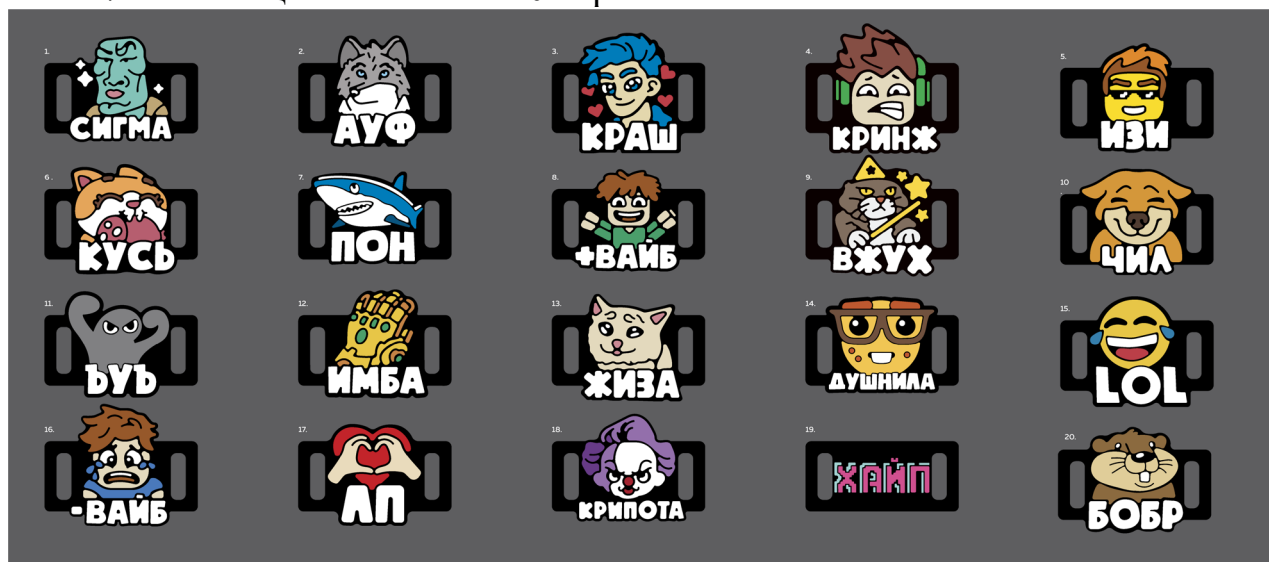 1.
СИГМА
2.
АУФ
3.
КРАШ
4.
КРИНЖ
5.
ИЗИ
6.
КУСЬ
7.
ПОН
8.
+ВАЙБ
9.
ВЖУХ
10
ЧИЛ
11.
ЪУЪ
12.
ИМБА
13.
ЖИЗА
14.
ДУШНИЛА
15.
LOL
16.
-ВАЙБ
17.
ЛП
18.
КРИПОТА
19.
ХАЙП
20.
БОБР